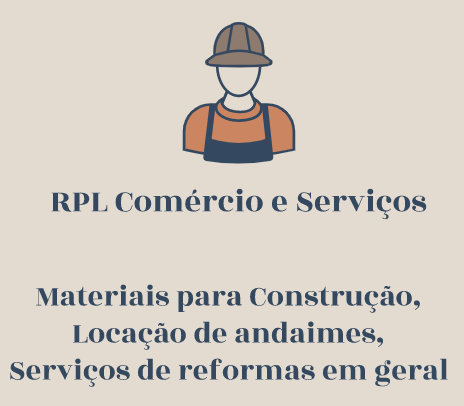 RPL Comércio e Serviços
Materiais para Construção,
Locação de andaimes,
Serviços de reformas em geral